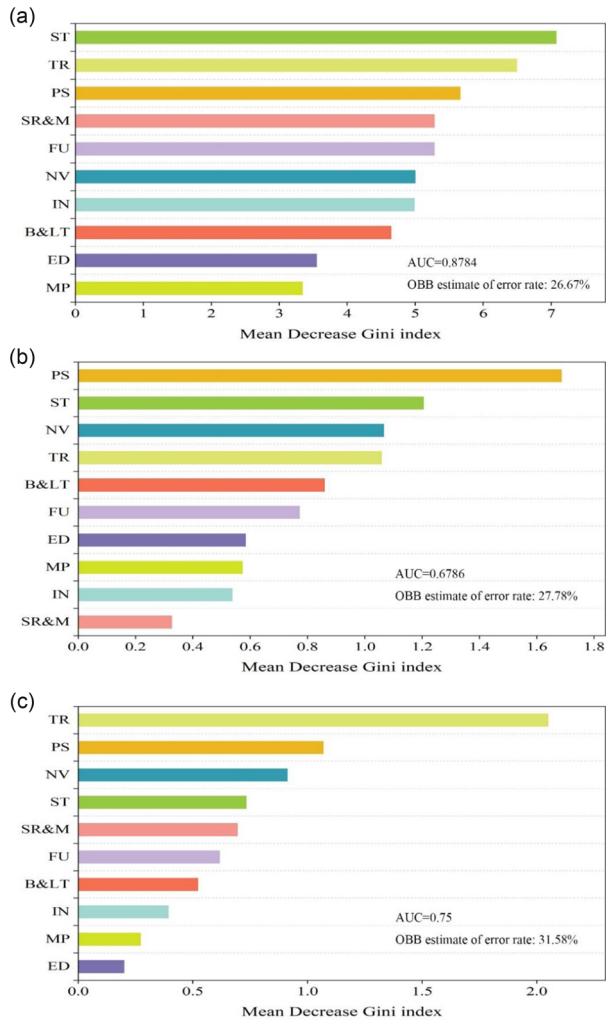 (a)
ST
TR
PS
SR&M
FU
NV
IN
B&LT
ED
MP
AUC=0.8784
OBB estimate of error rate: 26.67%
0 1 2 3 4 5 6 7
Mean Decrease Gini index
(b)
PS
ST
NV
TR
B&LT
FU
ED
MP
IN
SR&M
AUC=0.6786
OBB estimate of error rate: 27.78%
0.0 0.2 0.4 0.6 0.8 1.0 1.2 1.4 1.6 1.8
Mean Decrease Gini index
(c)
TR
PS
NV
ST
SR&M
FU
B&LT
IN
MP
ED
AUC=0.75
OBB estimate of error rate: 31.58%
0.0 0.5 1.0 1.5 2.0
Mean Decrease Gini index